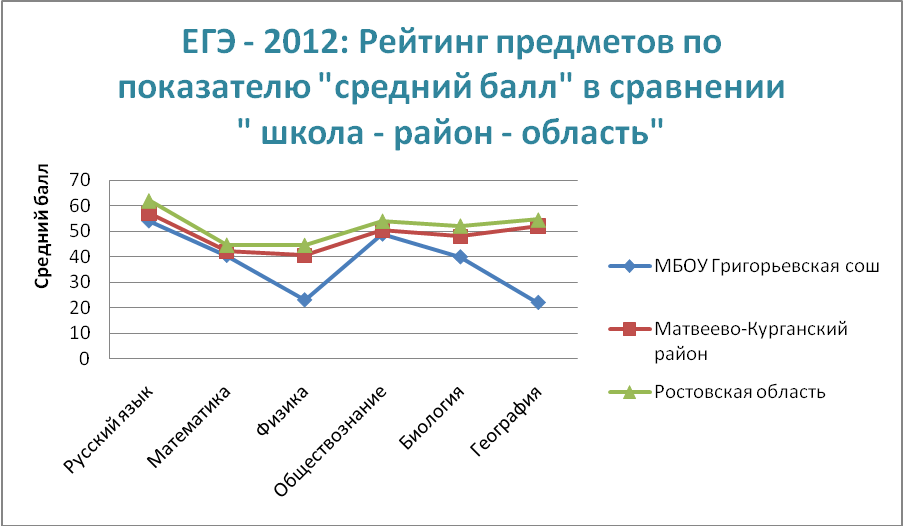 ЕГЭ - 2012: Рейтинг предметов по
показателю "средний балл" в сравнении
" школа - район - область"
Средний балл
70
60
50
40
30
20
10
0
Русский язык
Математика
Физика
Обществознание
Биология
География
МБОУ Григорьевская сош
Матвеево-Курганский
район
Ростовская область